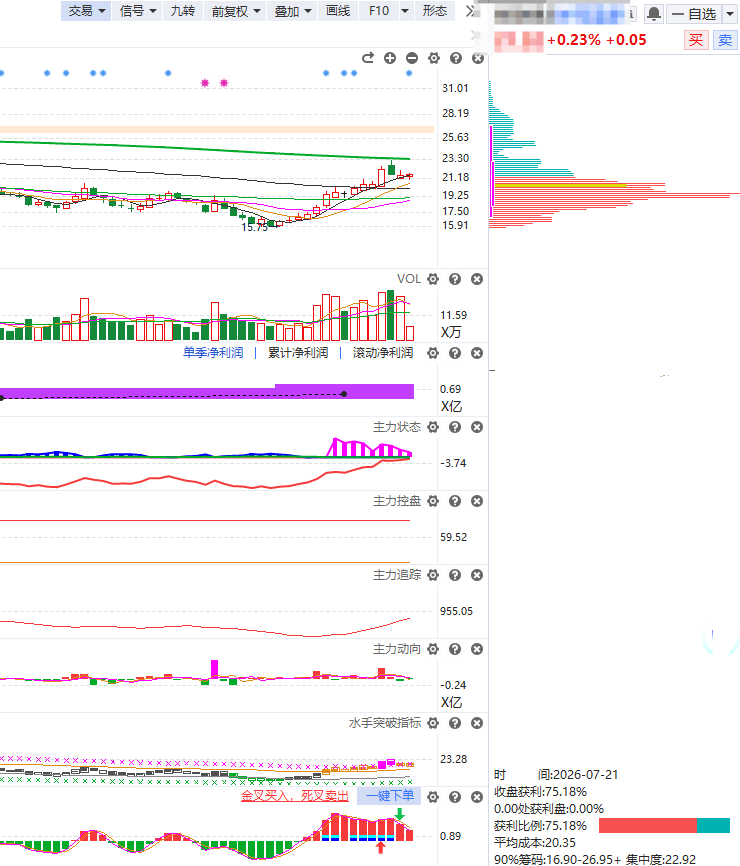 交易 信号 九转 前复权 叠加 画线 F10 形态
自选
+0.23% +0.05 买 卖
31.01
28.19
25.63
23.30
21.18
19.25
17.50
15.91
15.75
VOL
11.59
X万
单季净利润 | 累计净利润 | 滚动净利润
0.69
X亿
主力状态
-3.74
主力控盘
59.52
主力追踪
955.05
主力动向
-0.24
X亿
水手突破指标
23.28
金叉买入，死叉卖出 一键下单
0.89
时 间:2026-07-21
收盘获利:75.18%
0.00处获利盘:0.00%
获利比例:75.18%
平均成本:20.35
90%筹码:16.90-26.95+ 集中度:22.92